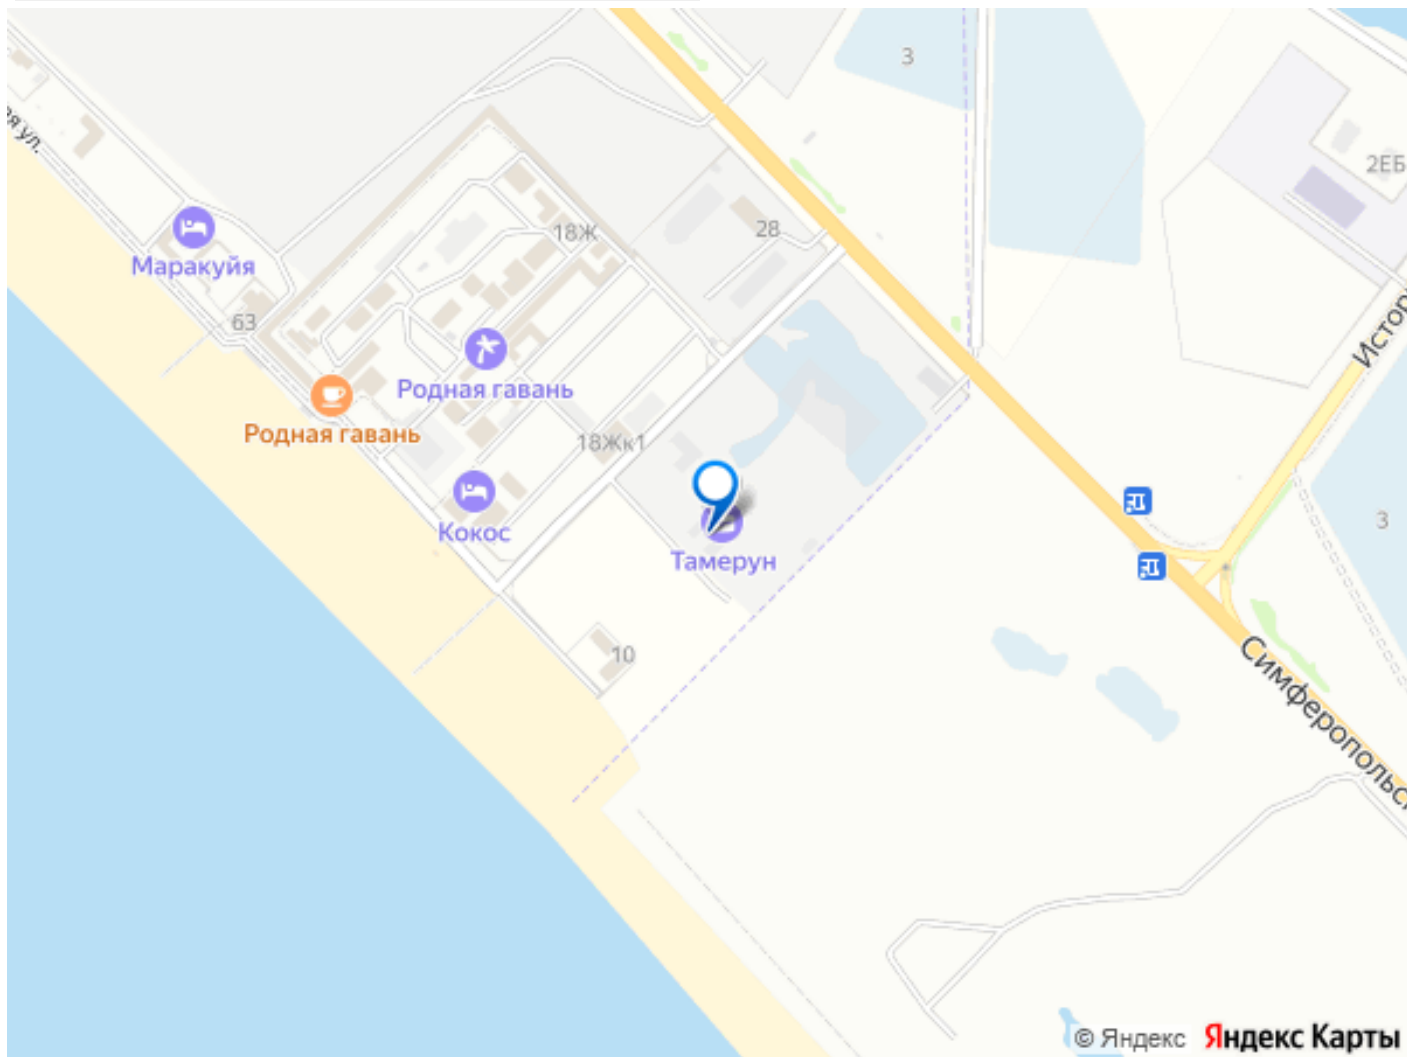 3
2ЕБ
ая ул.
28
18Ж
Маракуйя
63
Истор
Родная гавань
Родная гавань
18Жк1
3
Кокос
Тамерун
10
Симферопольс
© Яндекс Яндекс Карты